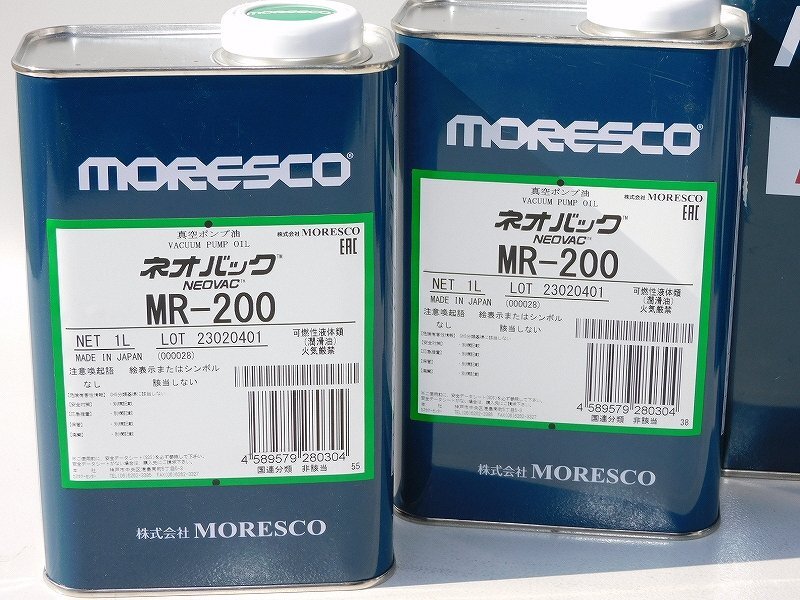 MORESCO®
真空ポンプ油
VACUUM PUMP OIL
株式会社 MORESCO
ネオバック™
NEOVAC™
EAC
MR-200
NET 1L LOT 23020401
MADE IN JAPAN (000028)
可燃性液体類
(潤滑油)
火気厳禁
注意喚起語 絵表示またはシンボル
なし 該当しない
4 589579 280304
国連分類 非該当
55
株式会社 MORESCO
MORESCO®
真空ポンプ油
VACUUM PUMP OIL
株式会社 MORESCO
ネオバック™
NEOVAC™
EAC
MR-200
NET 1L LOT 23020401
MADE IN JAPAN (000028)
可燃性液体類
(潤滑油)
火気厳禁
注意喚起語 絵表示またはシンボル
なし 該当しない
4 589579 280304
国連分類 非該当
38
株式会社 MORESCO